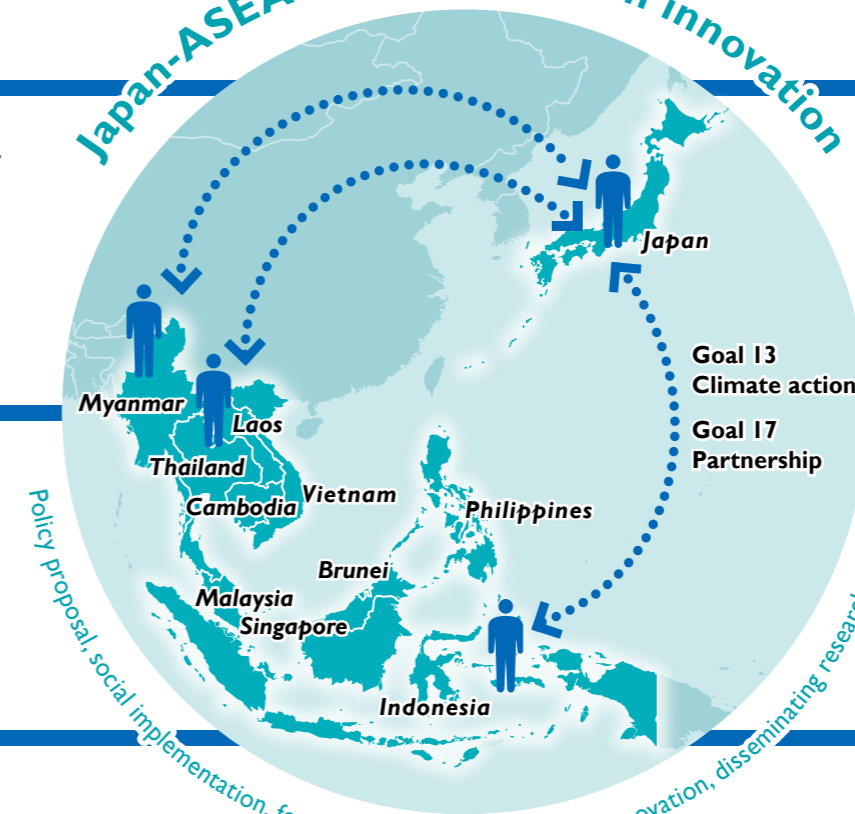 Japan-ASEA
innovation
Japan
Goal 13
Climate action
Goal 17
Partnership
Myanmar
Laos
Thailand
Vietnam
Cambodia
Philippines
Brunei
Malaysia
Singapore
Indonesia
Policy proposal, social implementation,
ovation, disseminating research